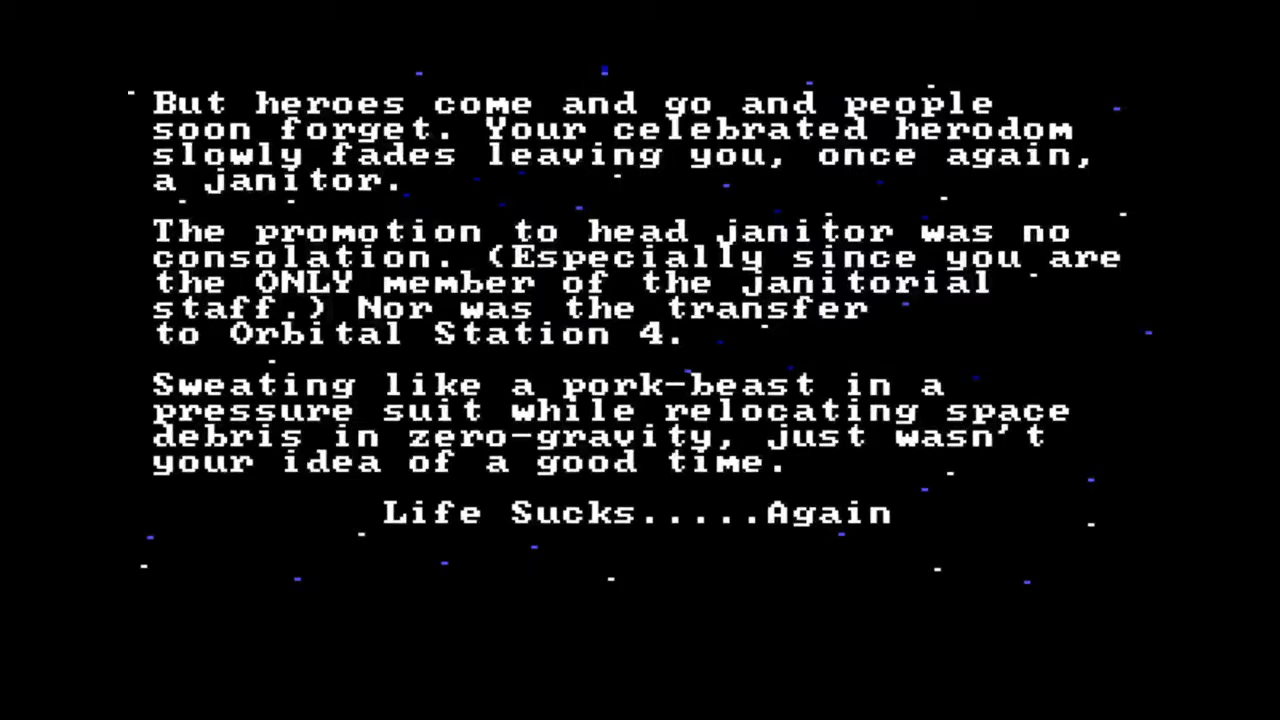 But heroes come and go and people
soon forget. Your celebrated herodom
slowly fades leaving you, once again,
a janitor.
The promotion to head janitor was no
consolation. (Especially since you are
the ONLY member of the janitorial
staff.) Nor was the transfer
to Orbital Station 4.
Sweating like a pork-beast in a
pressure suit while relocating space
debris in zero-gravity, just wasn't
your idea of a good time.
Life Sucks.....Again